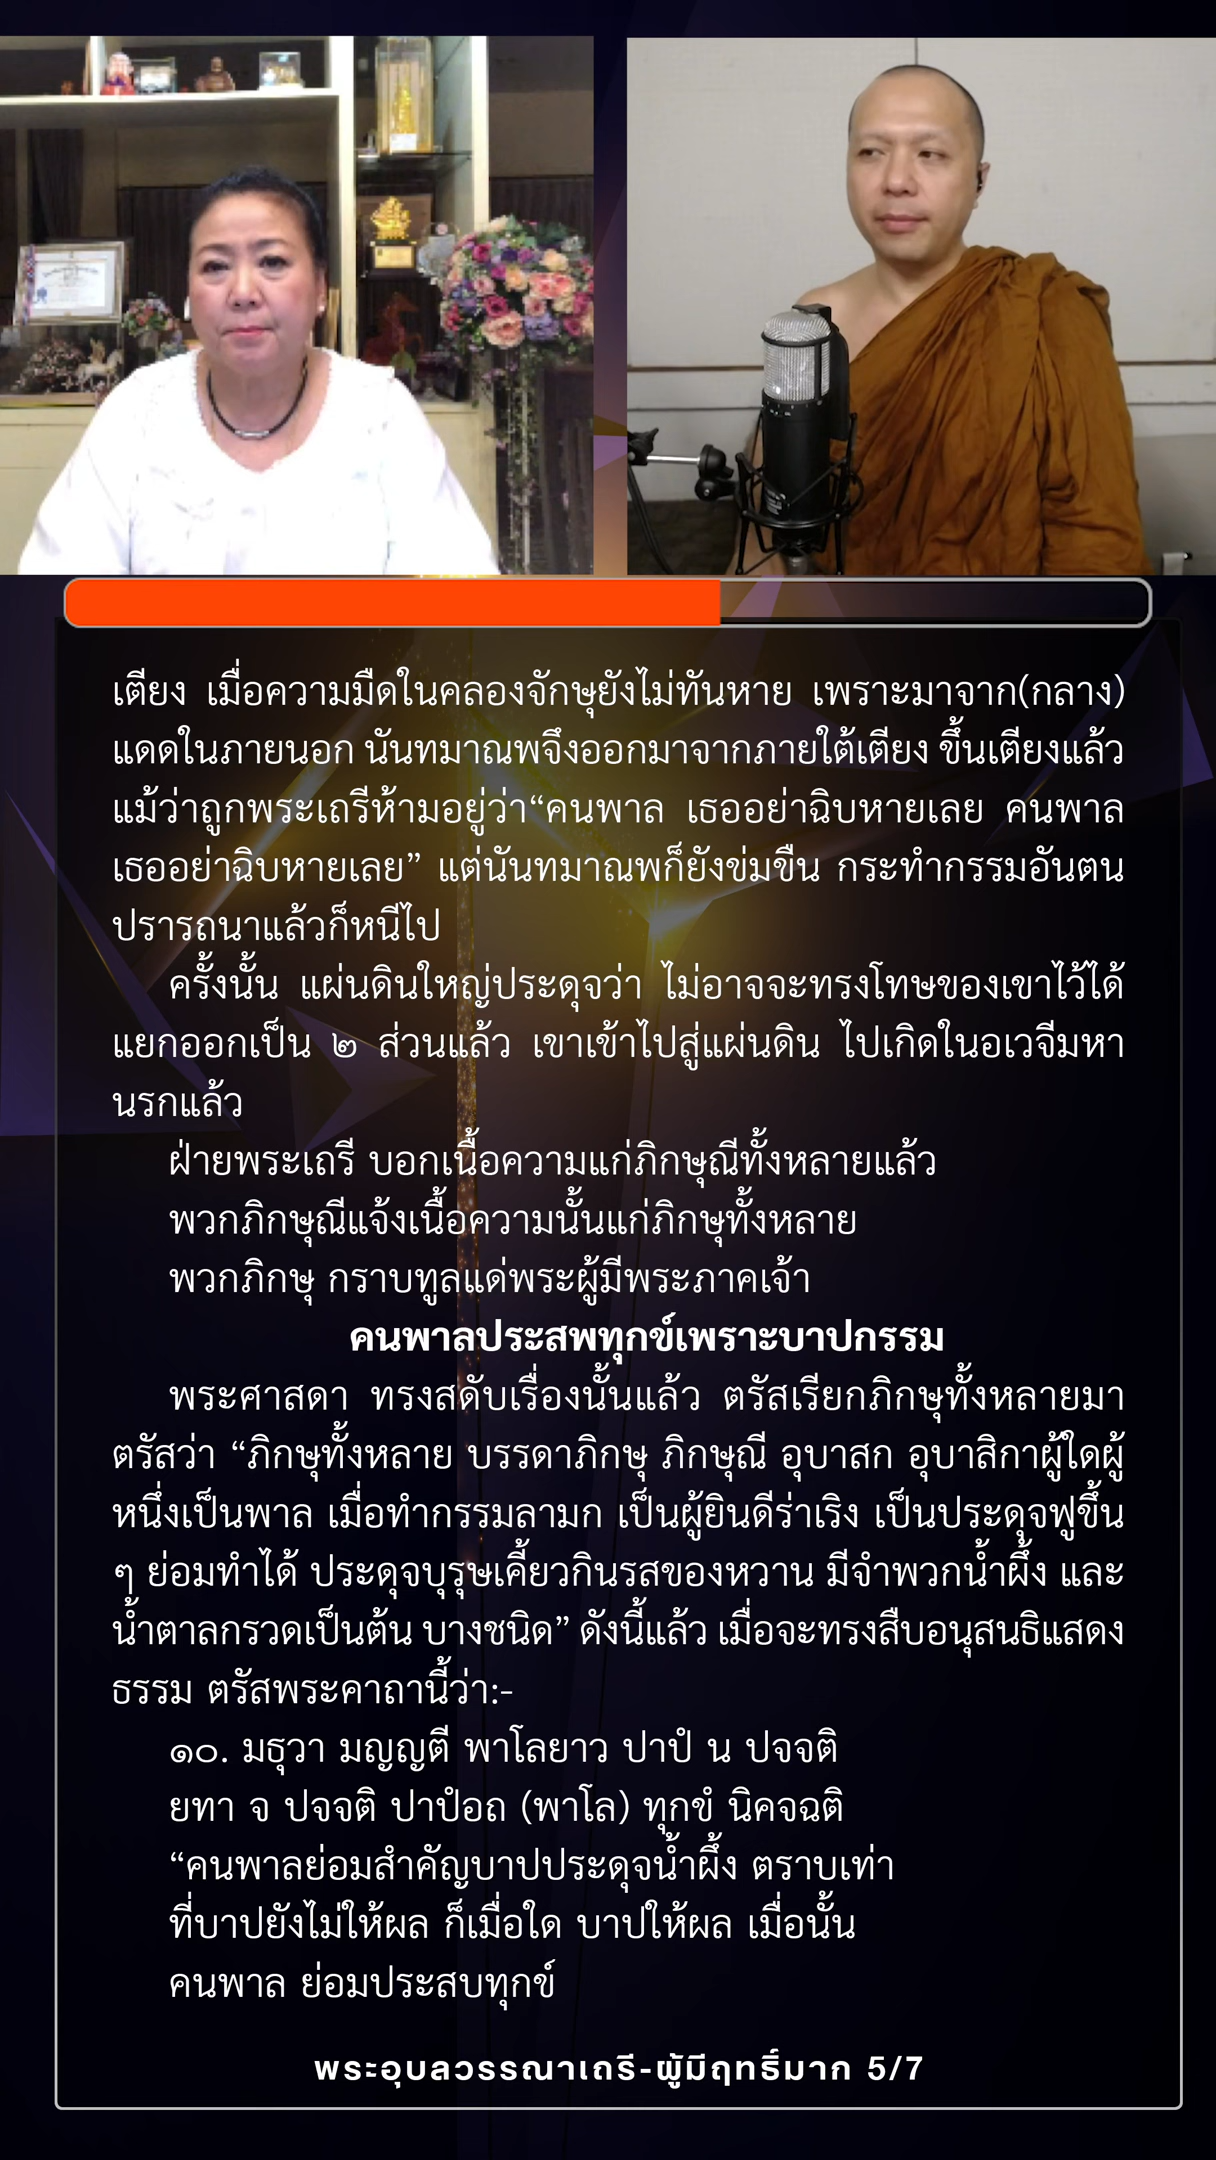 เตียง เมื่อความมืดในคลองจักษุยังไม่ทันหาย เพราะมาจาก(กลาง)
แดดในภายนอก นันทมาณพจึงออกมาจากภายใต้เตียง ขึ้นเตียงแล้ว
แม้ว่าถูกพระเถรีห้ามอยู่ว่า“คนพาล เธออย่าฉิบหายเลย คนพาล
เธออย่าฉิบหายเลย” แต่นันทมาณพก็ยังข่มขืน กระทำกรรมอันตน
ปรารถนาแล้วก็หนีไป
ครั้งนั้น แผ่นดินใหญ่ประดุจว่า ไม่อาจจะทรงโทษของเขาไว้ได้
แยกออกเป็น ๒ ส่วนแล้ว เขาเข้าไปสู่แผ่นดิน ไปเกิดในอเวจีมหา
นรกแล้ว
ฝ่ายพระเถรี บอกเนื้อความแก่ภิกษุณีทั้งหลายแล้ว
พวกภิกษุณีแจ้งเนื้อความนั้นแก่ภิกษุทั้งหลาย
พวกภิกษุ กราบทูลแด่พระผู้มีพระภาคเจ้า
คนพาลประสพทุกข์เพราะบาปกรรม
พระศาสดา ทรงสดับเรื่องนั้นแล้ว ตรัสเรียกภิกษุทั้งหลายมา
ตรัสว่า “ภิกษุทั้งหลาย บรรดาภิกษุ ภิกษุณี อุบาสก อุบาสิกาผู้ใดผู้
หนึ่งเป็นพาล เมื่อทำกรรมลามก เป็นผู้ยินดีร่าเริง เป็นประดุจฟูขึ้น
ๆ ย่อมทำได้ ประดุจบุรุษเคี้ยวกินรสของหวาน มีจำพวกน้ำผึ้ง และ
น้ำตาลกรวดเป็นต้น บางชนิด” ดังนี้แล้ว เมื่อจะทรงสืบอนุสนธิแสดง
ธรรม ตรัสพระคาถานี้ว่า:-
๑๐. มธุวา มญญตี พาโลยาว ปาปํ น ปจจติ
ยทา จ ปจจติ ปาปํอถ (พาโล) ทุกขํ นิคจฉติ
“คนพาลย่อมสำคัญบาปประดุจน้ำผึ้ง ตราบเท่า
ที่บาปยังไม่ให้ผล ก็เมื่อใด บาปให้ผล เมื่อนั้น
คนพาล ย่อมประสบทุกข์
พระอุบลวรรณาเถรี-ผู้มีฤทธิ์มาก 5/7